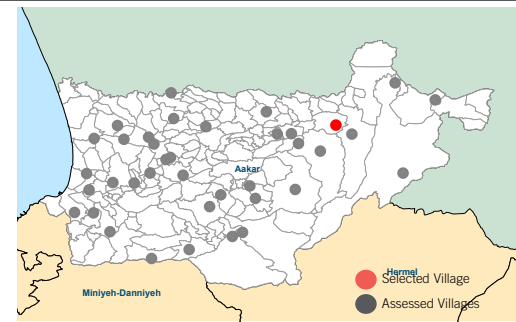 Aakar
Hermel
Selected Village
Miniyeh-Danniyeh
Assessed Villages